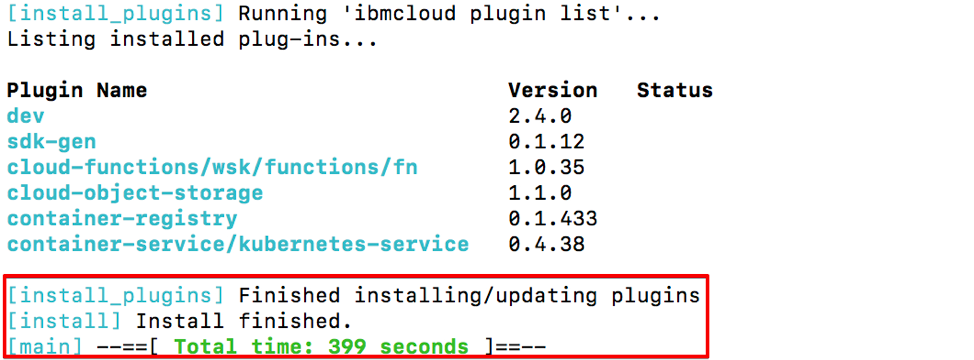 [install_plugins] Running 'ibmcloud plugin list'...
Listing installed plug-ins...
Plugin Name Version Status
dev 2.4.0
sdk-gen 0.1.12
cloud-functions/wsk/functions/fn 1.0.35
cloud-object-storage 1.1.0
container-registry 0.1.433
container-service/kubernetes-service 0.4.38
[install_plugins] Finished installing/updating plugins
[install] Install finished.
[main] --==[ Total time: 399 seconds ]==--